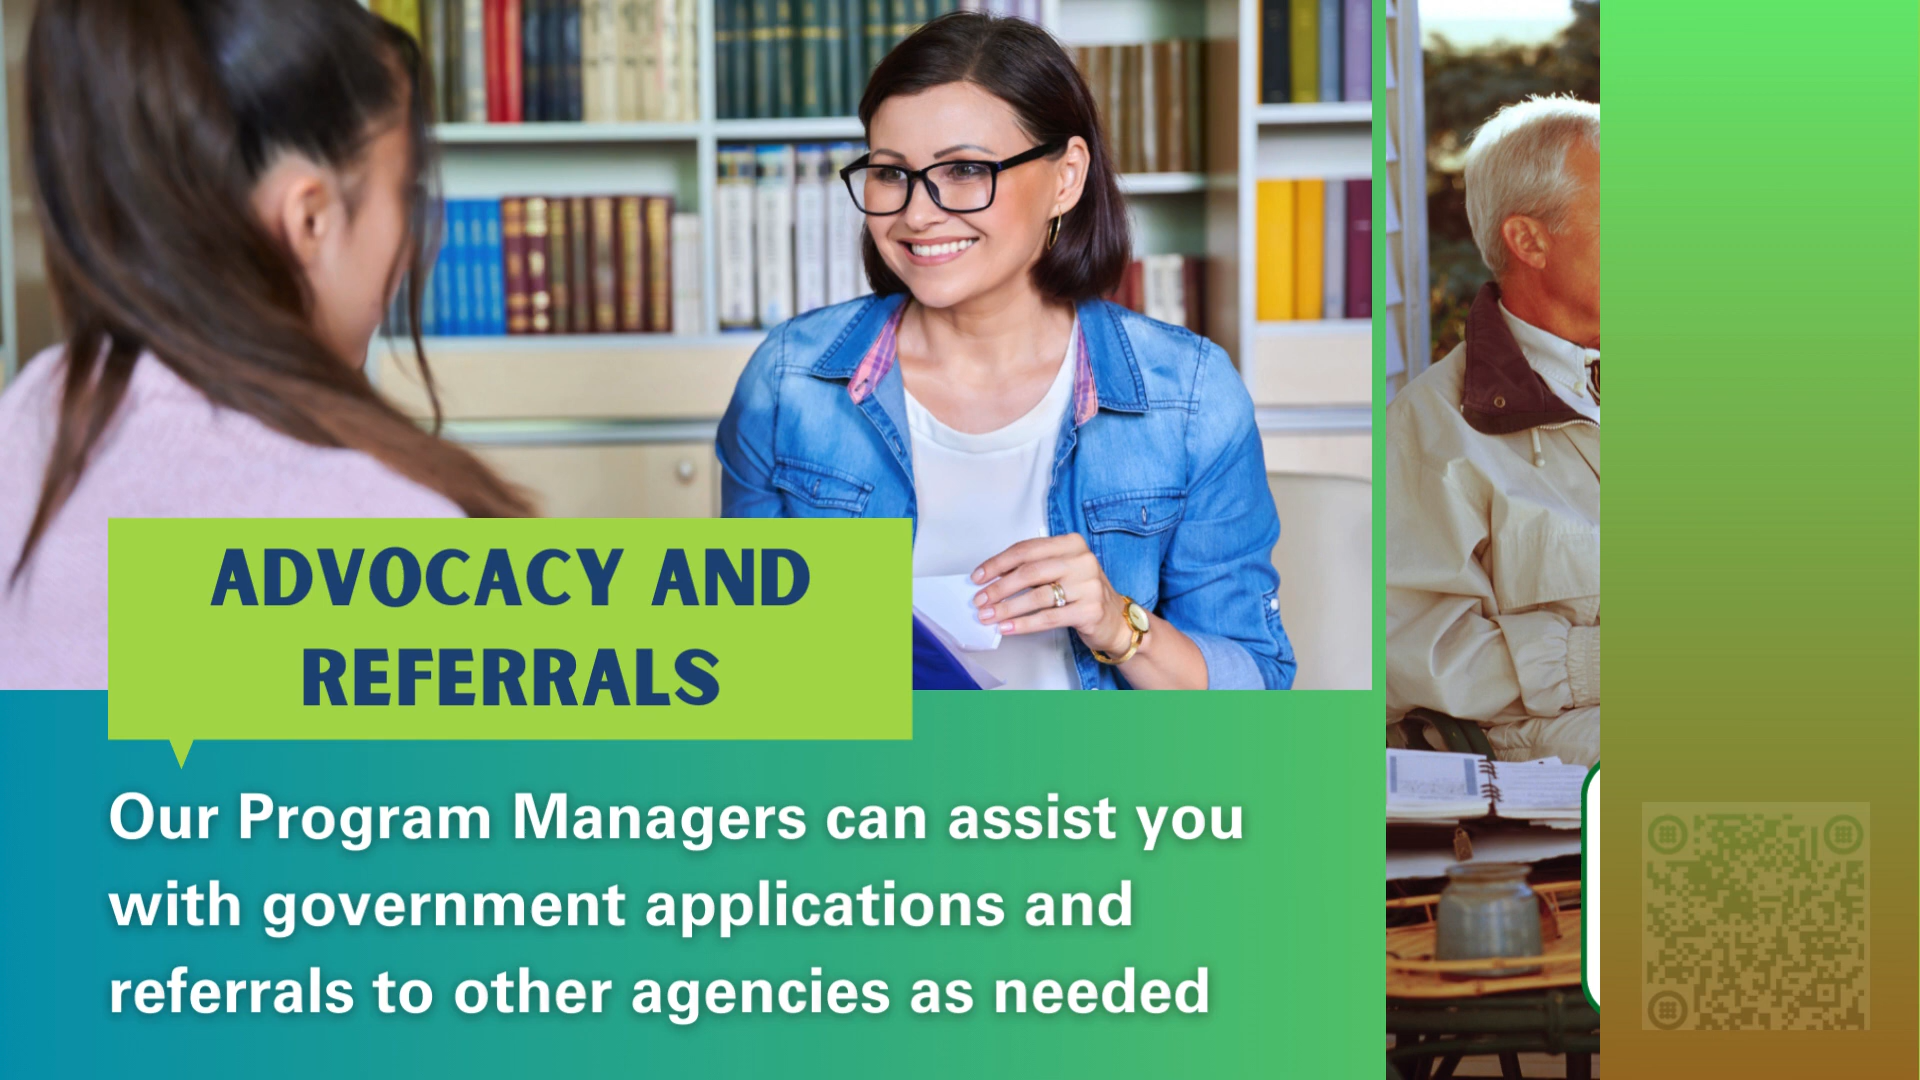 ADVOCACY AND
REFERRALS
Our Program Managers can assist you
with government applications and
referrals to other agencies as needed